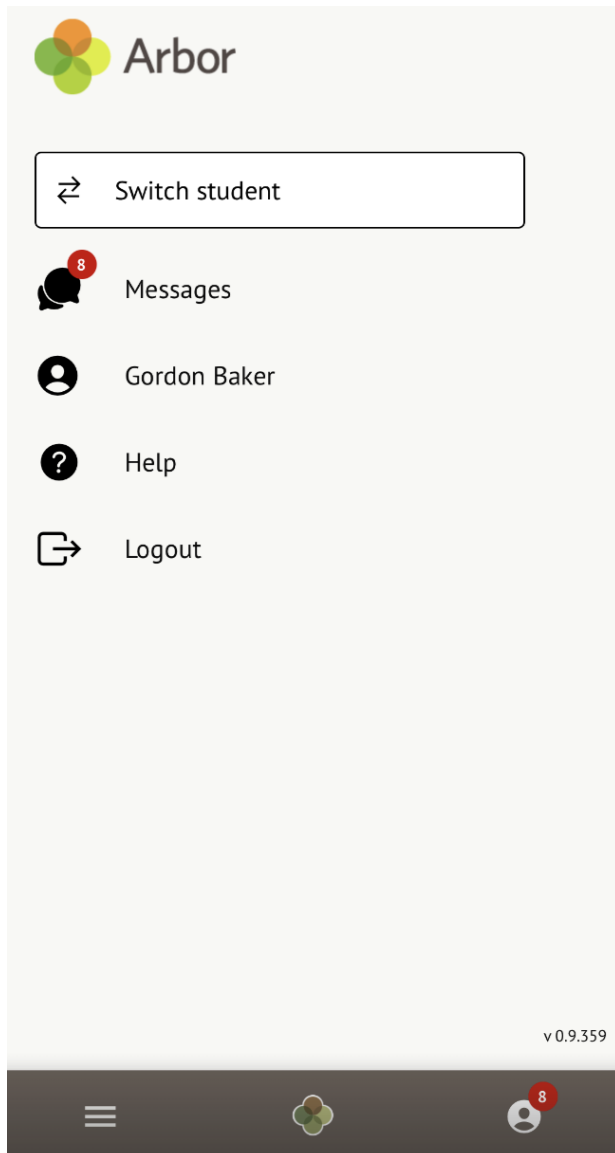 Arbor
Switch student
8
Messages
Gordon Baker
?
Help
Logout
v 0.9.359
8